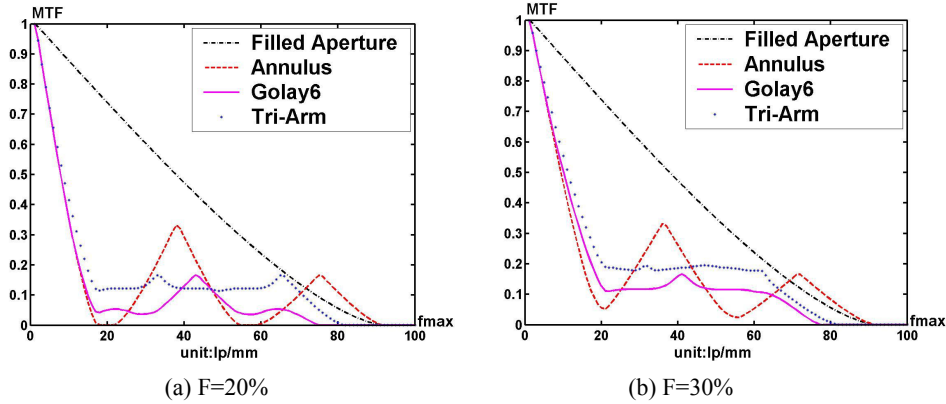 MTF
1
0.9
0.8
0.7
0.6
0.5
0.4
0.3
0.2
0.1
0
0 20 40 60 80 100
fmax
unit:lp/mm
Filled Aperture
Annulus
Golay6
Tri-Arm
(a) F=20%
MTF
1
0.9
0.8
0.7
0.6
0.5
0.4
0.3
0.2
0.1
0
0 20 40 60 80 100
fmax
unit:lp/mm
Filled Aperture
Annulus
Golay6
Tri-Arm
(b) F=30%